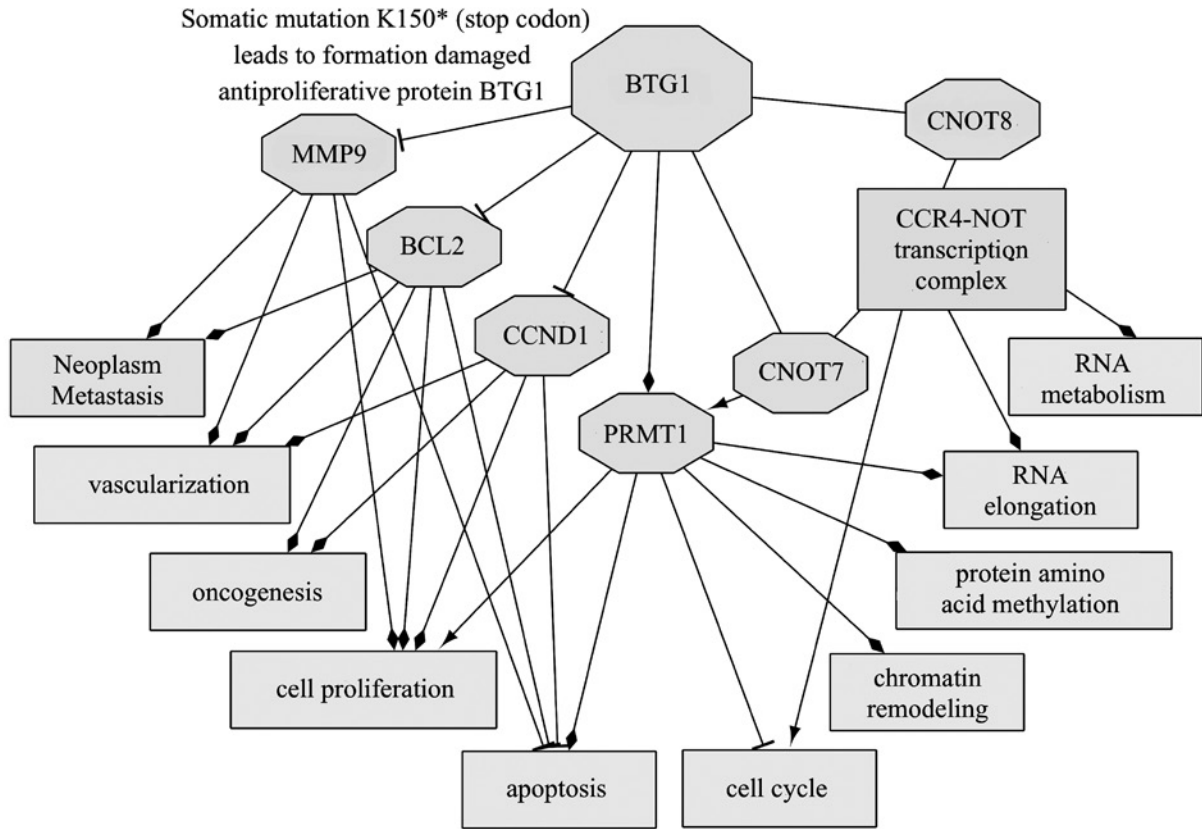 Somatic mutation K150* (stop codon)
leads to formation damaged
antiproliferative protein BTG1
BTG1
CNOT8
MMP9
CCR4-NOT
transcription
complex
BCL2
CCND1
CNOT7
RNA
metabolism
Neoplasm
Metastasis
PRMT1
vascularization
RNA
elongation
oncogenesis
protein amino
acid methylation
cell proliferation
chromatin
remodeling
apoptosis
cell cycle